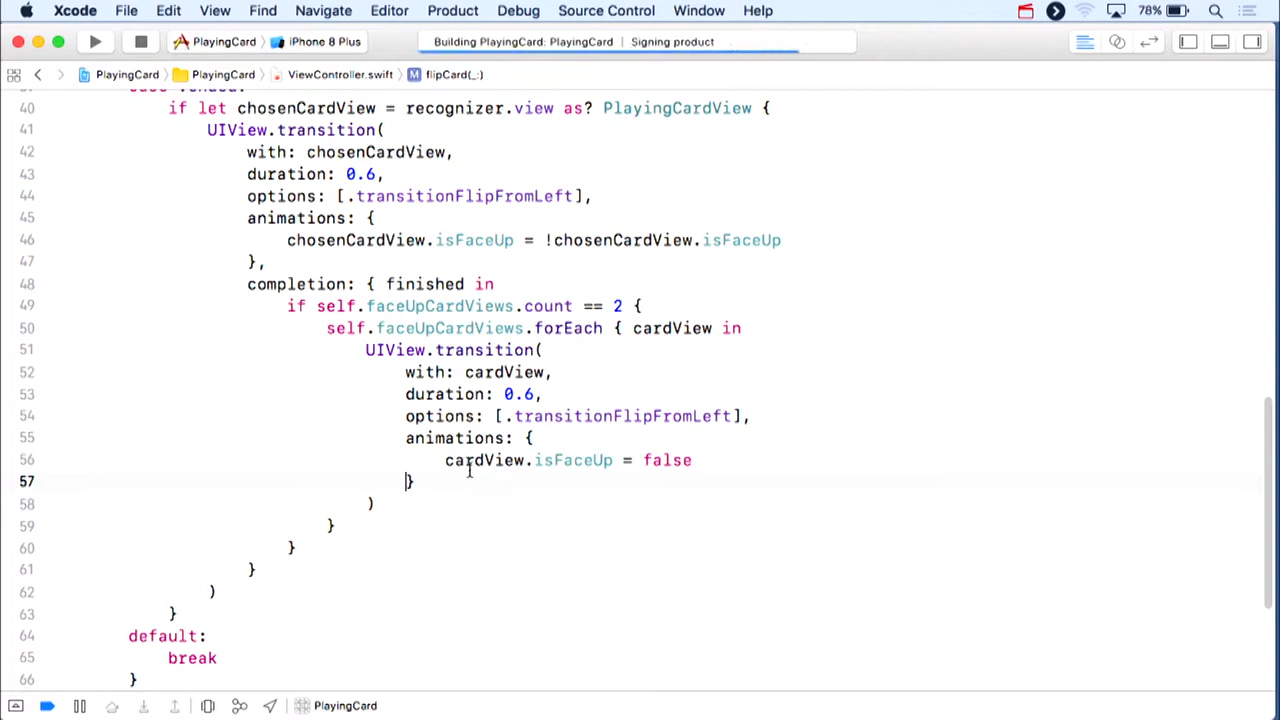 Xcode File Edit View Find Navigate Editor Product Debug Source Control Window Help 78%
PlayingCard iPhone 8 Plus Building PlayingCard: PlayingCard | Signing product
PlayingCard PlayingCard ViewController.swift M flipCard(_:)
40 if let chosenCardView = recognizer.view as? PlayingCardView {
41 UIView.transition(
42 with: chosenCardView,
43 duration: 0.6,
44 options: [.transitionFlipFromLeft],
45 animations: {
46 chosenCardView.isFaceUp = !chosenCardView.isFaceUp
47 },
48 completion: { finished in
49 if self.faceUpCardViews.count == 2 {
50 self.faceUpCardViews.forEach { cardView in
51 UIView.transition(
52 with: cardView,
53 duration: 0.6,
54 options: [.transitionFlipFromLeft],
55 animations: {
56 cardView.isFaceUp = false
57 }
58 )
59 }
60 }
61 }
62 )
63 }
64 default:
65 break
66 }
PlayingCard